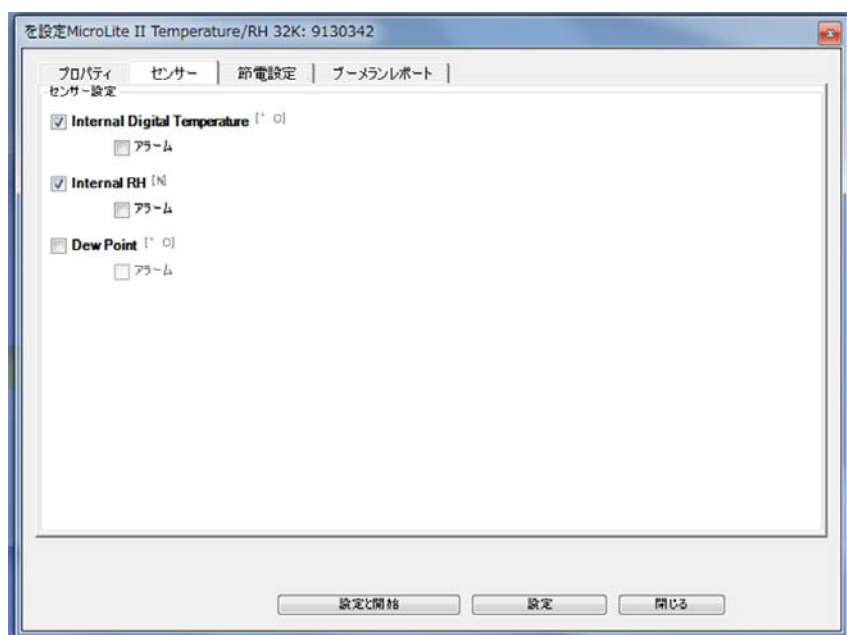 を設定MicroLite II Temperature/RH 32K: 9130342
プロパティ センサー 節電設定 ブーメランレポート
センサー設定
Internal Digital Temperature [° O]
アラーム
Internal RH [N]
アラーム
Dew Point [° O]
アラーム
設定と開始 設定 閉じる